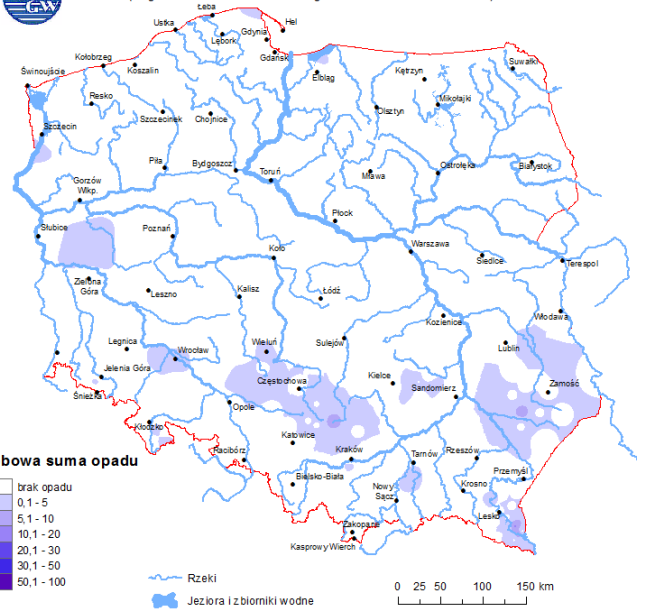 GW
Łeba
Hel
Ustka
Gdynia
Lębork
Gdańsk
Suwałki
Kołobrzeg
Koszalin
Świnoujście
Elbląg
Kętrzyn
Resko
Mikołajki
Szczecinek
Chojnice
Olsztyn
Szczecin
Piła
Bydgoszcz
Ostrołęka
Białystok
Toruń
Mława
Gorzów
Wlkp.
Płock
Słubice
Poznań
Warszawa
Koło
Siedlce
Terespol
Zielona
Góra
Leszno
Kalisz
Łódź
Włodawa
Kozienice
Legnica
Wrocław
Wieluń
Sulejów
Lublin
Jelenia Góra
Kielce
Częstochowa
Sandomierz
Zamość
Śnieżka
Opole
Kłodzko
Katowice
Racibórz
Kraków
Tarnów
Rzeszów
Przemyśl
Bielsko-Biała
Nowy
Sącz
Krosno
Lesko
Zakopane
Kasprowy Wierch
bowa suma opadu
brak opadu
0,1 - 5
5,1 - 10
10,1 - 20
20,1 - 30
30,1 - 50
50,1 - 100
Rzeki
Jeziora i zbiorniki wodne
0 25 50 100 150 km